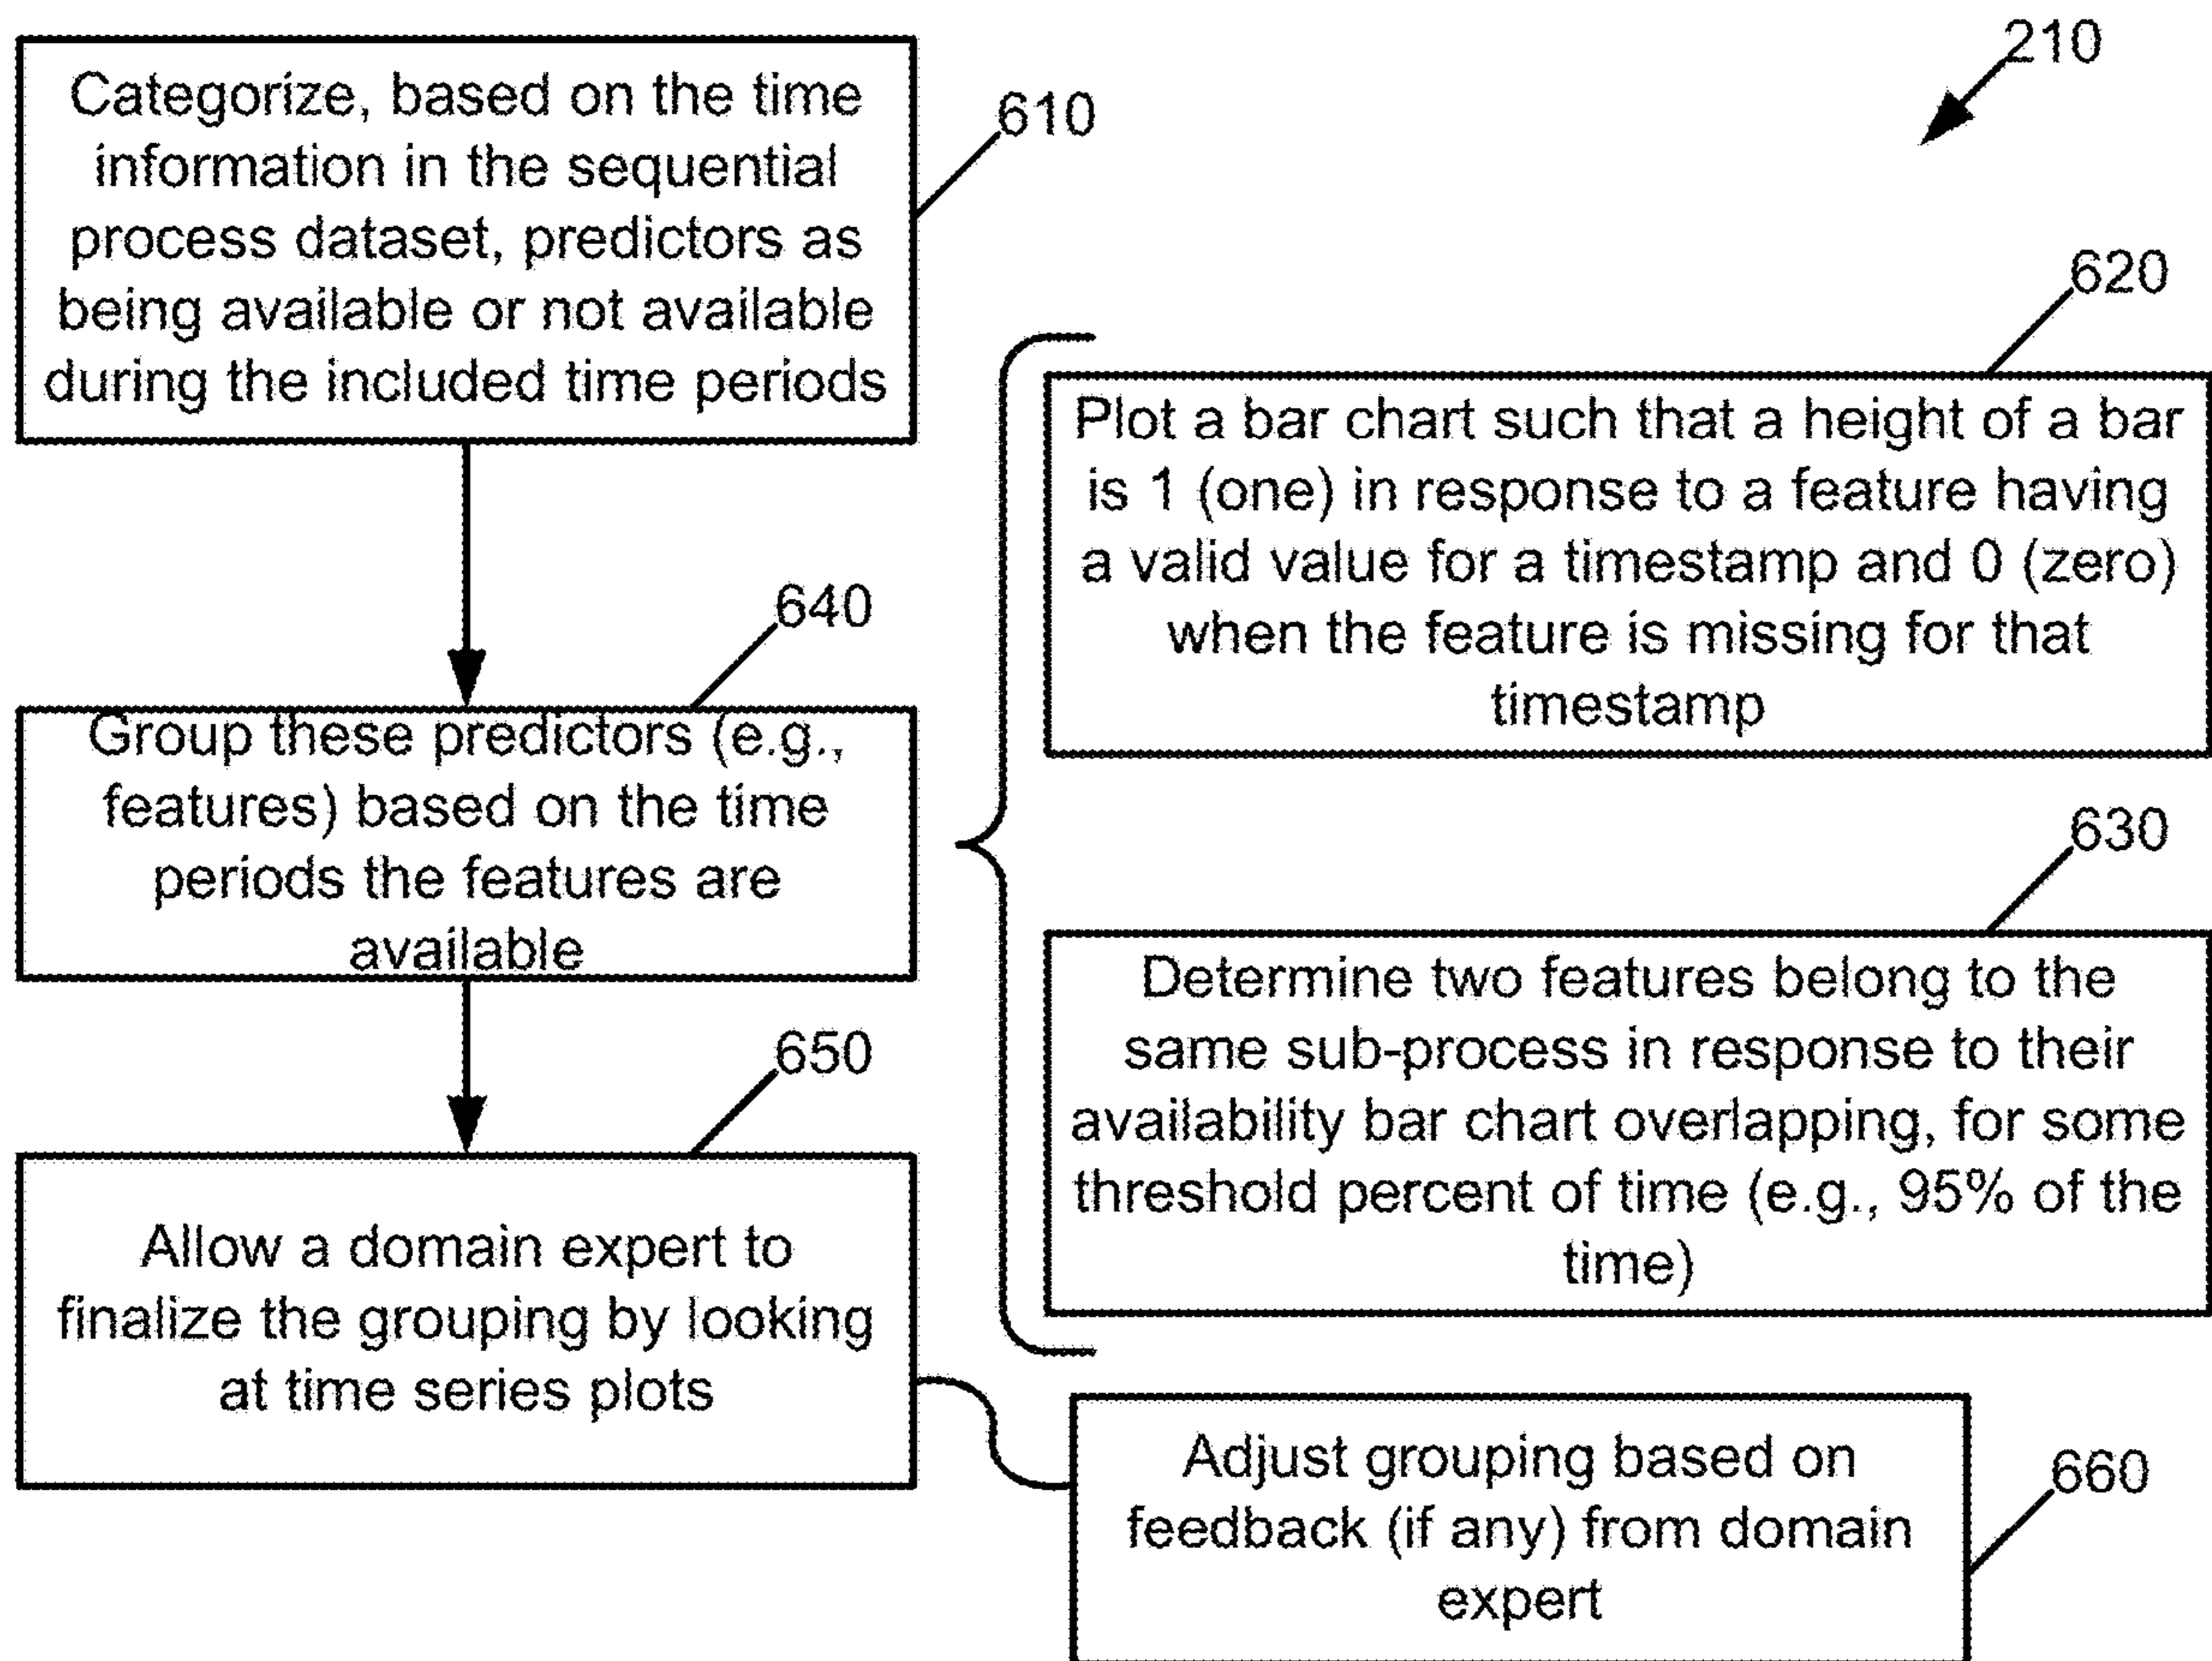 210
Categorize, based on the time
information in the sequential
process dataset, predictors as
being available or not available
during the included time periods
610
620
Plot a bar chart such that a height of a bar
is 1 (one) in response to a feature having
a valid value for a timestamp and 0 (zero)
when the feature is missing for that
timestamp
640
Group these predictors (e.g.,
features) based on the time
periods the features are
available
630
Determine two features belong to the
same sub-process in response to their
availability bar chart overlapping, for some
threshold percent of time (e.g., 95% of the
time)
650
Allow a domain expert to
finalize the grouping by looking
at time series plots
660
Adjust grouping based on
feedback (if any) from domain
expert